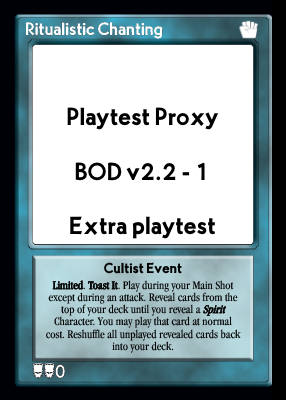 Ritualistic Chanting
Playtest Proxy
BOD v2.2 - 1
Extra playtest
Cultist Event
Limited. Toast It. Play during your Main Shot
except during an attack. Reveal cards from the
top of your deck until you reveal a Spirit
Character. You may play that card at normal
cost. Reshuffle all unplayed revealed cards back
into your deck.
0